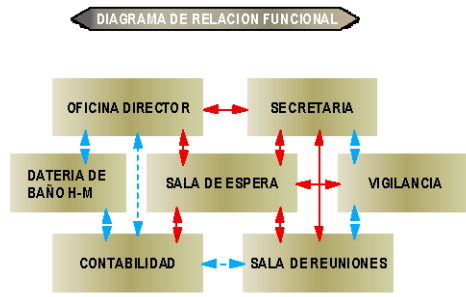 DIAGRAMA DE RELACION FUNCIONAL
OFICINA DIRECTOR
SECRETARIA
DATERIA DE
BAÑO H-M
SALA DE ESPERA
VIGILANCIA
CONTABILIDAD
SALA DE REUNIONES